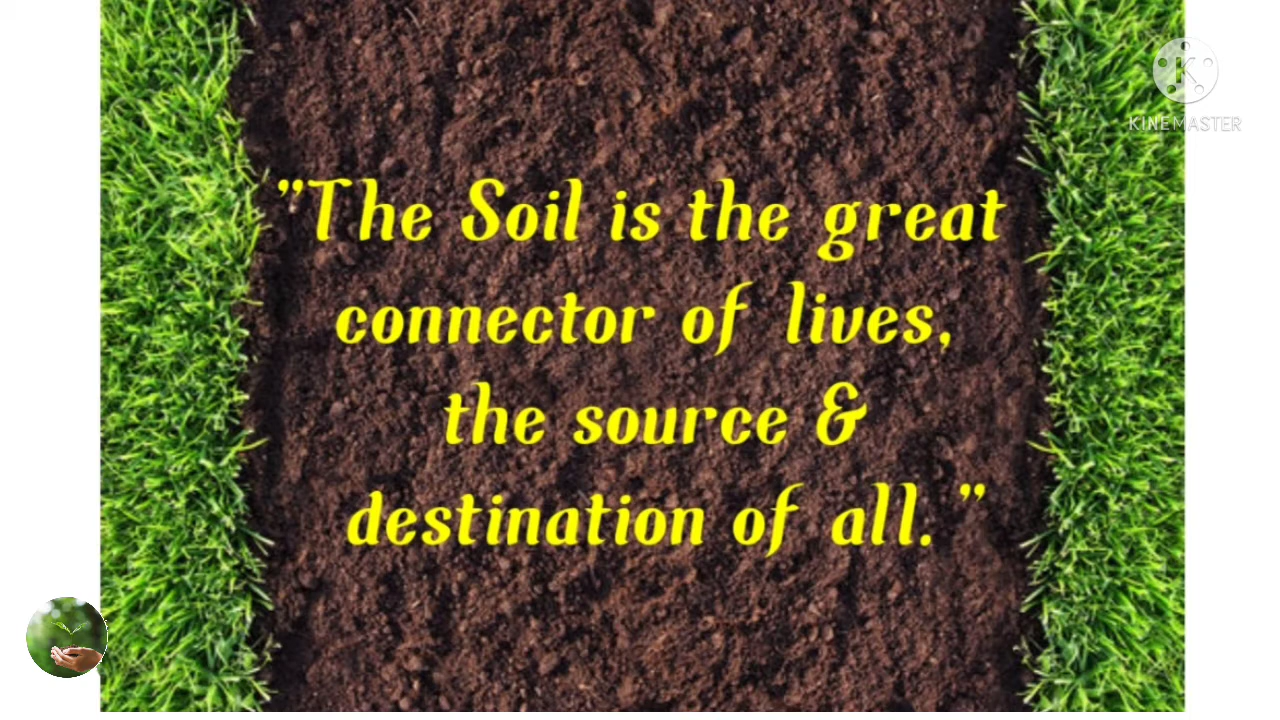 K
KINEMASTER
"The Soil is the great
connector of lives,
the source &
destination of all."